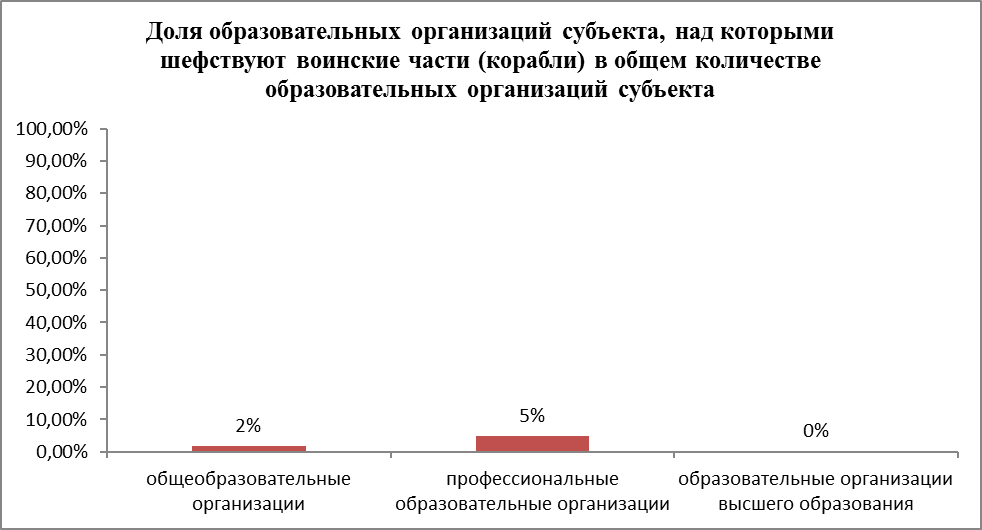 Доля образовательных организаций субъекта, над которыми
шефствуют воинские части (корабли) в общем количестве
образовательных организаций субъекта
100,00%
90,00%
80,00%
70,00%
60,00%
50,00%
40,00%
30,00%
20,00%
10,00%
0,00%
2%
5%
0%
общеобразовательные
организации
профессиональные
образовательные организации
образовательные организации
высшего образования